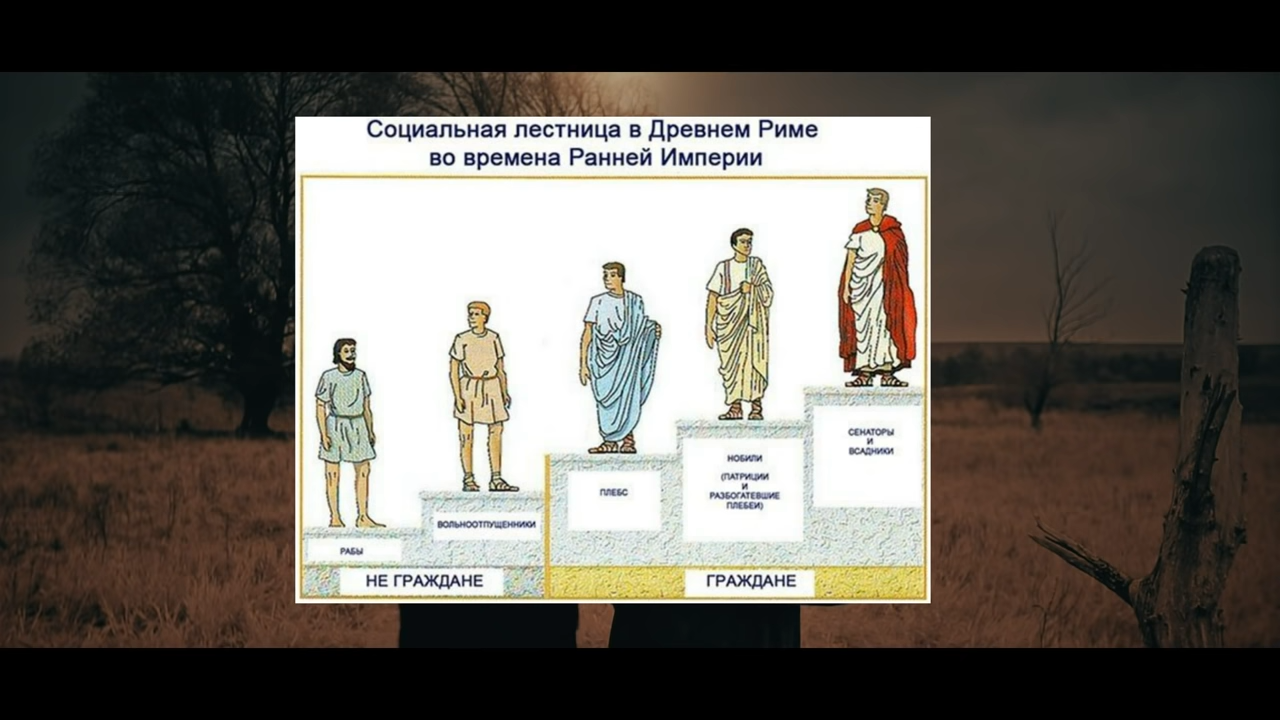 Социальная лестница в Древнем Риме
во времена Ранней Империи
СЕНАТОРЫ
И
ВСАДНИКИ
НОБИЛИ
(ПАТРИЦИИ
И
РАЗБОГАТЕВШИЕ
ПЛЕБЕИ)
ПЛЕБС
ВОЛЬНООТПУЩЕННИКИ
РАБЫ
НЕ ГРАЖДАНЕ
ГРАЖДАНЕ